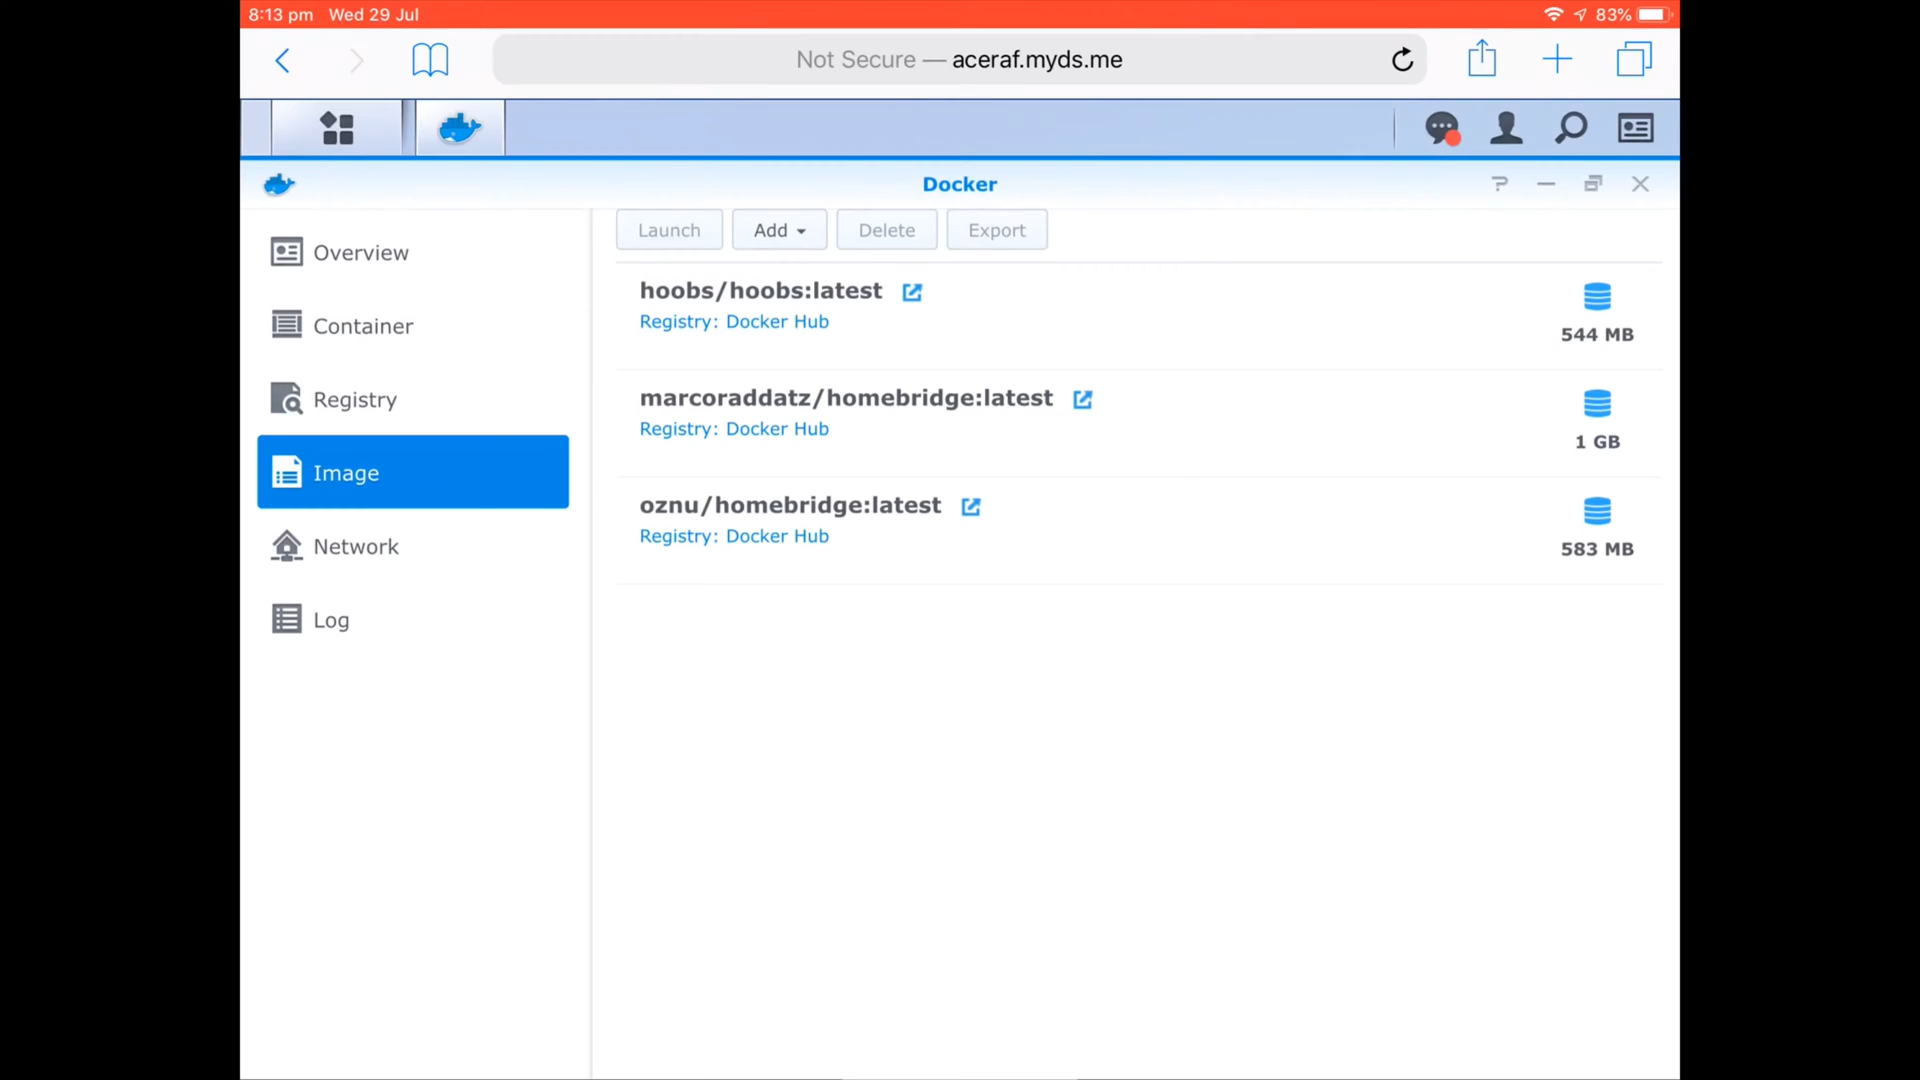 8:13 pm Wed 29 Jul
83%
Not Secure — aceraf.myds.me
Docker
Overview
Container
Registry
Image
Network
Log
Launch Add Delete Export
hoobs/hoobs:latest
Registry: Docker Hub
544 MB
marcoraddatz/homebridge:latest
Registry: Docker Hub
1 GB
oznu/homebridge:latest
Registry: Docker Hub
583 MB